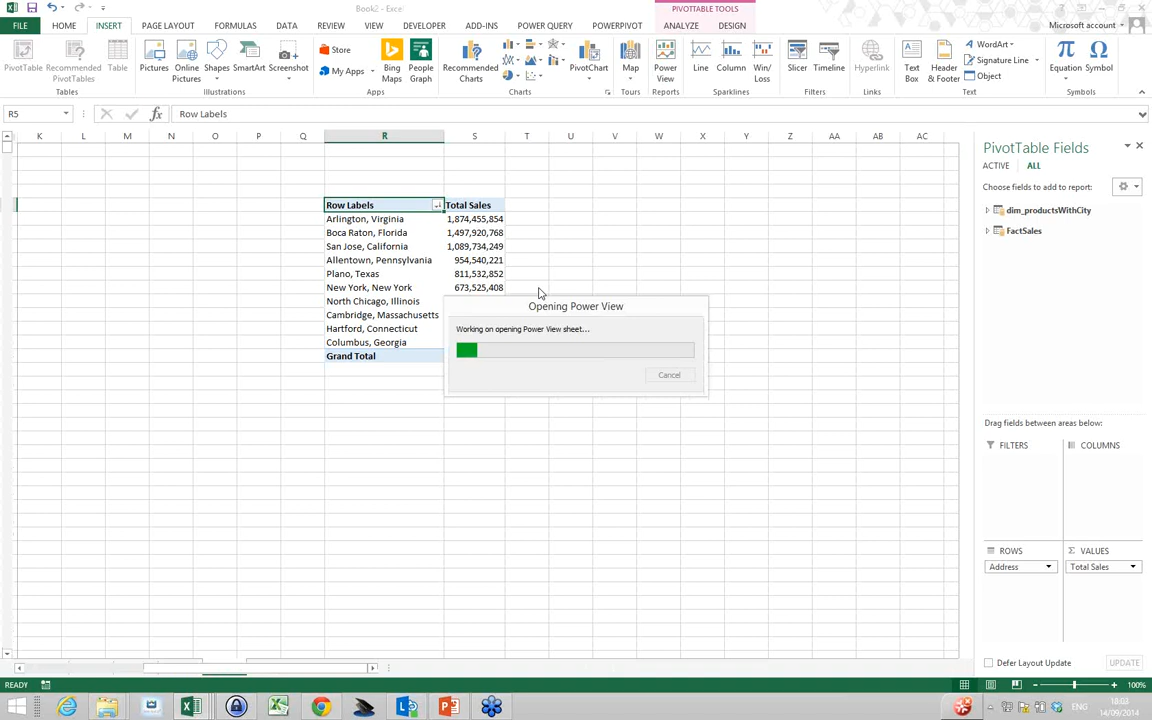 Book2 - Excel
PIVOTTABLE TOOLS
FILE HOME INSERT PAGE LAYOUT FORMULAS DATA REVIEW VIEW DEVELOPER ADD-INS POWER QUERY POWERPIVOT ANALYZE DESIGN Microsoft account
PivotTable Recommended PivotTables Table Pictures Online Pictures Shapes SmartArt Screenshot Store My Apps Bing Maps People Graph Recommended Charts PivotChart Map Power View Line Column Win/ Loss Slicer Timeline Hyperlink Text Box Header & Footer WordArt Signature Line Object Equation Symbol
Tables Illustrations Apps Charts Tours Reports Sparklines Filters Links Text Symbols
R5 fx Row Labels
K L M N O P Q R S T U V W X Y Z AA AB AC
Row Labels Total Sales
Arlington, Virginia 1,874,455,854
Boca Raton, Florida 1,497,920,768
San Jose, California 1,089,734,249
Allentown, Pennsylvania 954,540,221
Plano, Texas 811,532,852
New York, New York 673,525,408
North Chicago, Illinois
Cambridge, Massachusetts
Hartford, Connecticut
Columbus, Georgia
Grand Total
Opening Power View
Working on opening Power View sheet...
Cancel
PivotTable Fields
ACTIVE ALL
Choose fields to add to report:
dim_productsWithCity
FactSales
Drag fields between areas below:
FILTERS COLUMNS
ROWS Σ VALUES
Address Total Sales
Defer Layout Update UPDATE
READY 100%
ENG 18:03
14/09/2014